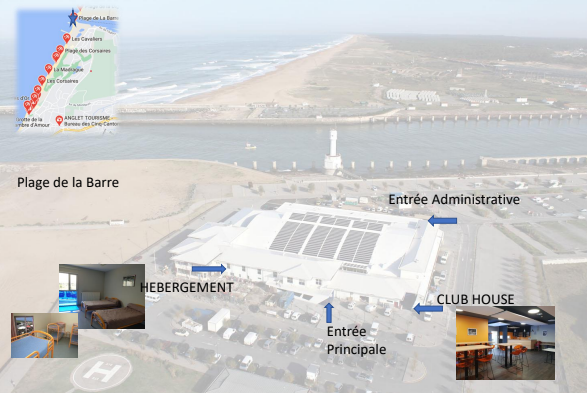 Plage de La Barre
Les Cavaliers
Plage des Corsaires
La Madrague
Les Corsaires
ANGLET TOURISME -
Bureau des Cinq Cantons
Plage de la Barre
Entrée Administrative
HEBERGEMENT
CLUB HOUSE
Entrée
Principale
H